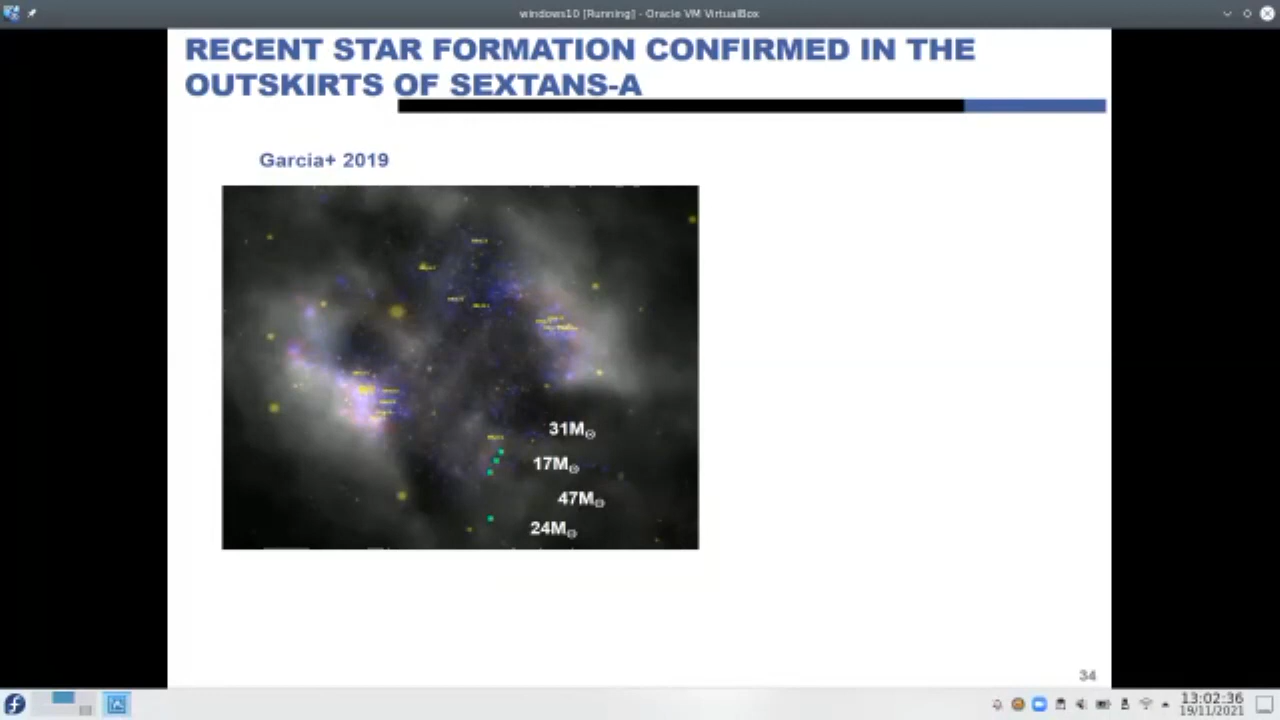 windows10 [Running] - Oracle VM VirtualBox
RECENT STAR FORMATION CONFIRMED IN THE
OUTSKIRTS OF SEXTANS-A
Garcia+ 2019
31M☉
17M☉
47M☉
24M☉
34
13:02:36
19/11/2021